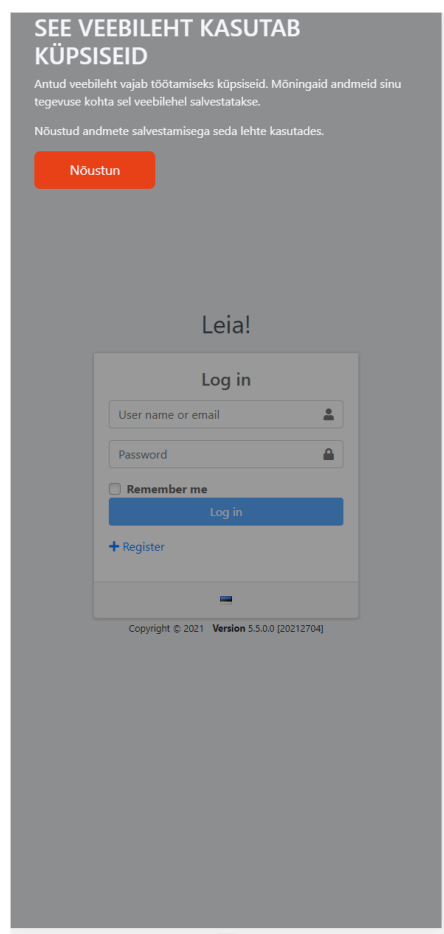 SEE VEEBILEHT KASUTAB
KÜPSISEID
Antud veebileht vajab töötamiseks küpsiseid. Mõningaid andmeid sinu
tegevuse kohta sel veebilehel salvestatakse.
Nõustud andmete salvestamisega seda lehte kasutades.
Nõustun
Leia!
Log in
User name or email
Password
Remember me
Log in
Register
Copyright © 2021 Version 5.5.0.0 [20212704]